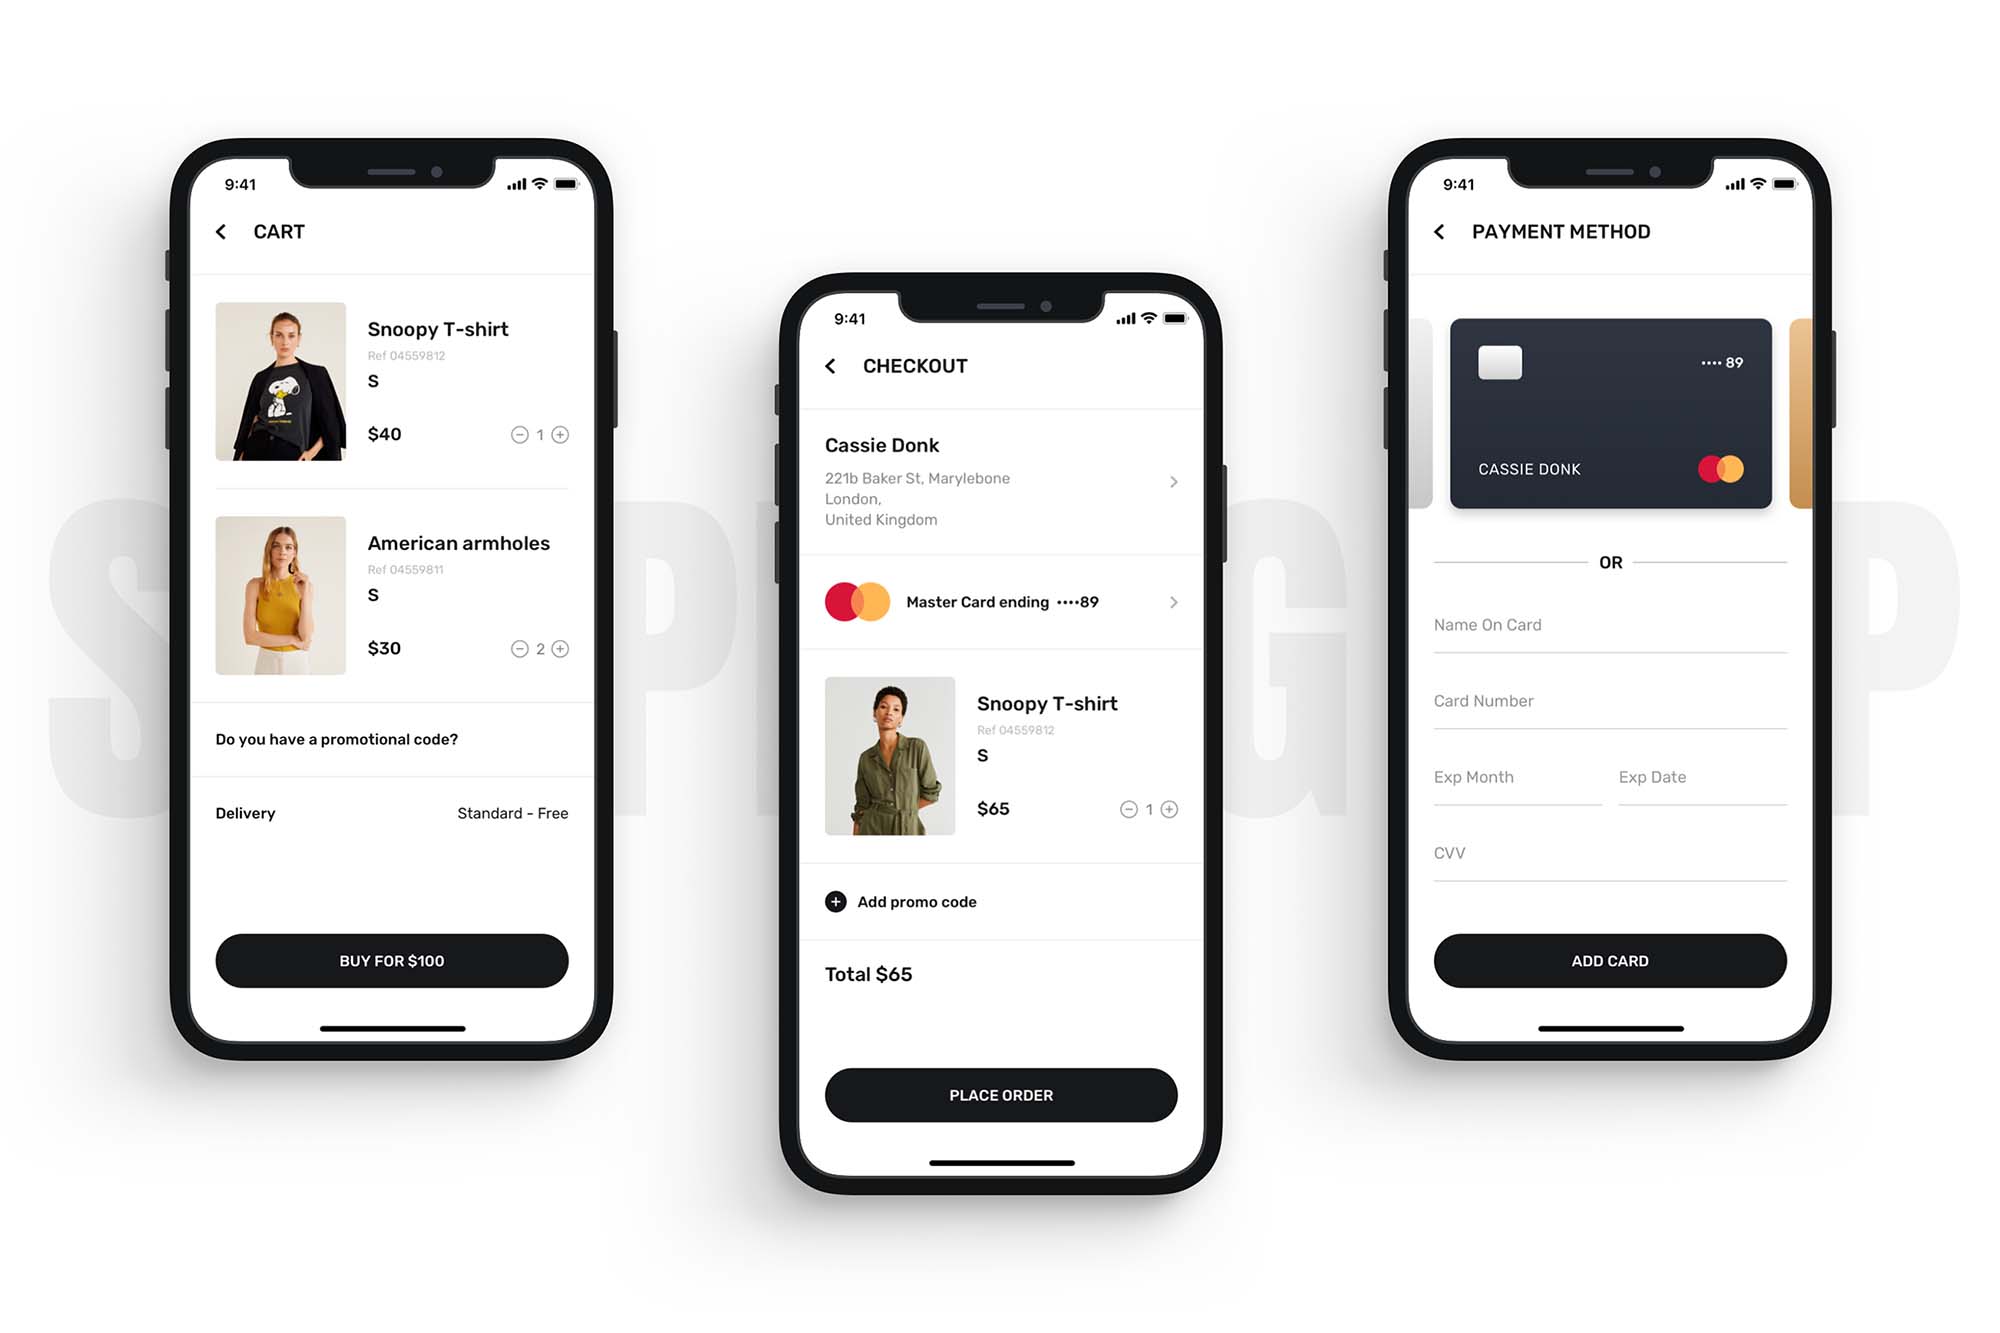 9:41
CART
Snoopy T-shirt
Ref 04559812
S
$40
1
American armholes
Ref 04559811
S
$30
2
Do you have a promotional code?
Delivery Standard - Free
BUY FOR $100
9:41
CHECKOUT
Cassie Donk
221b Baker St, Marylebone
London,
United Kingdom
Master Card ending ••••89
Snoopy T-shirt
Ref 04559812
S
$65
1
Add promo code
Total $65
PLACE ORDER
9:41
PAYMENT METHOD
•••• 89
CASSIE DONK
OR
Name On Card
Card Number
Exp Month Exp Date
CVV
ADD CARD